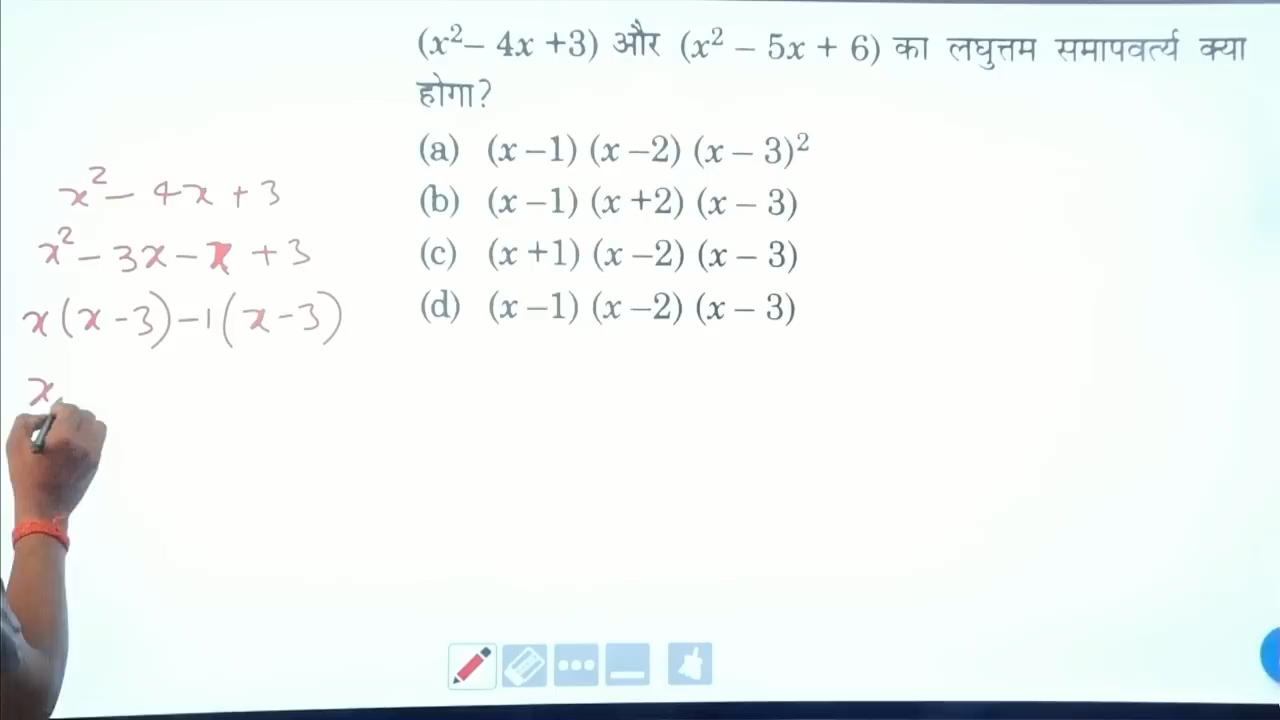 (x² – 4x +3) और (x² – 5x + 6) का लघुत्तम समापवर्त्य क्या
होगा?
(a) (x –1) (x –2) (x – 3)²
(b) (x –1) (x +2) (x – 3)
(c) (x +1) (x –2) (x – 3)
(d) (x –1) (x –2) (x – 3)
x² – 4x + 3
x² – 3x – x + 3
x(x – 3) – 1(x – 3)
x